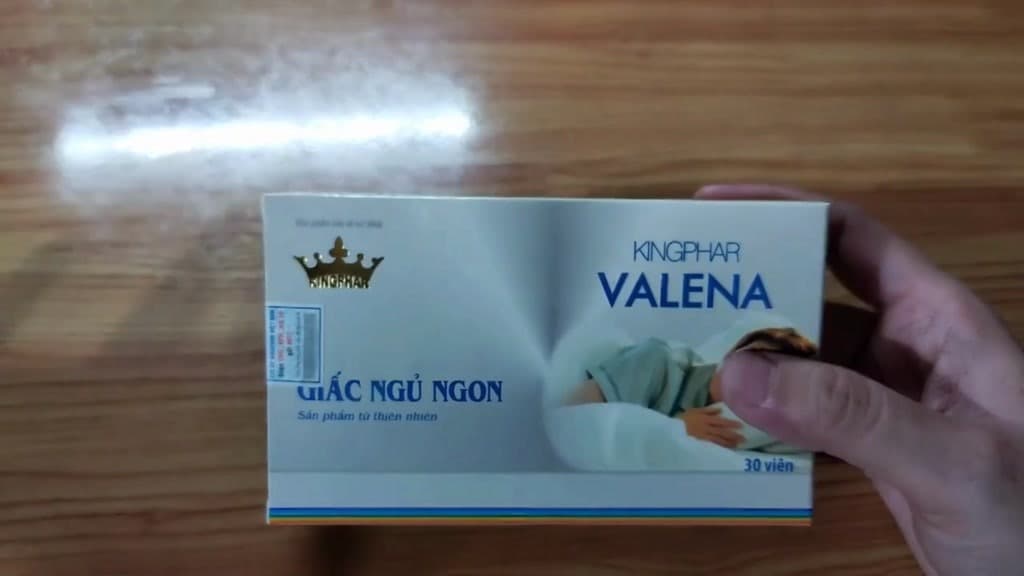 KINGPHAR
KINGPHAR
VALENA
GIẤC NGỦ NGON
Sản phẩm từ thiên nhiên
30 viên